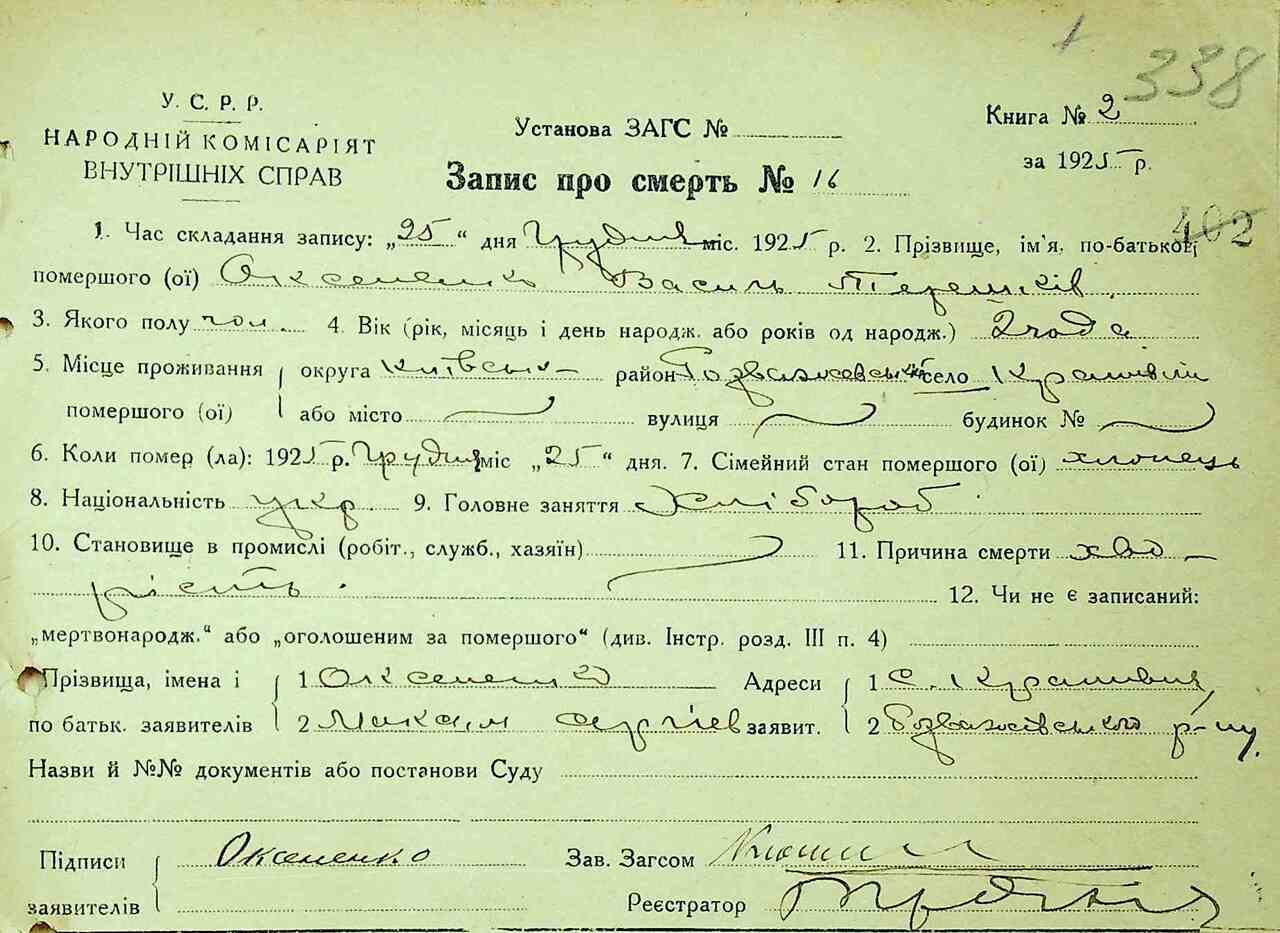 338
У. С. Р. Р.
НАРОДНІЙ КОМІСАРІЯТ
ВНУТРІШНІХ СПРАВ
Установа ЗАГС №
Книга № 2
за 1925 р.
Запис про смерть № 16
402
1. Час складання запису: „25“ дня Грудня міс. 1925 р. 2. Прізвище, ім'я, по-батькові
помершого (ої) Оксененко Василь Терешків
3. Якого полу чол. 4. Вік (рік, місяць і день народж. або років од народж.) 2 года
5. Місце проживання округа Київськ район Розважевськ село Крапивня
помершого (ої) або місто вулиця будинок №
6. Коли помер (ла): 1925 р. Грудня міс „25“ дня. 7. Сімейний стан помершого (ої) хлопець
8. Національність укр. 9. Головне заняття Хлібороб
10. Становище в промислі (робіт., служб., хазяїн) 11. Причина смерти хво-
рість. 12. Чи не є записаний:
„мертвонародж.“ або „оголошеним за помершого“ (див. Інстр. розд. III п. 4)
Прізвища, імена і 1 Оксененко Адреси 1 с. Крапивня,
по батьк. заявителів 2 Максим Сергіев заявит. 2 Розважівського р-ну.
Назви й №№ документів або постанови Суду
Підписи Оксененко Зав. Загсом
заявителів Реєстратор